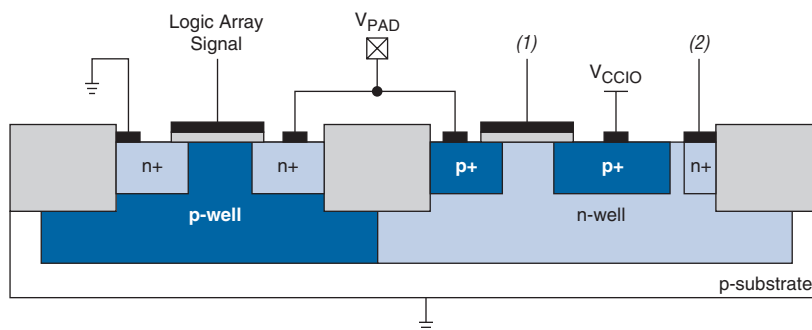 Logic Array
Signal
VPAD
(1)
(2)
VCCIO
n+
n+
p+
p+
n+
p-well
n-well
p-substrate